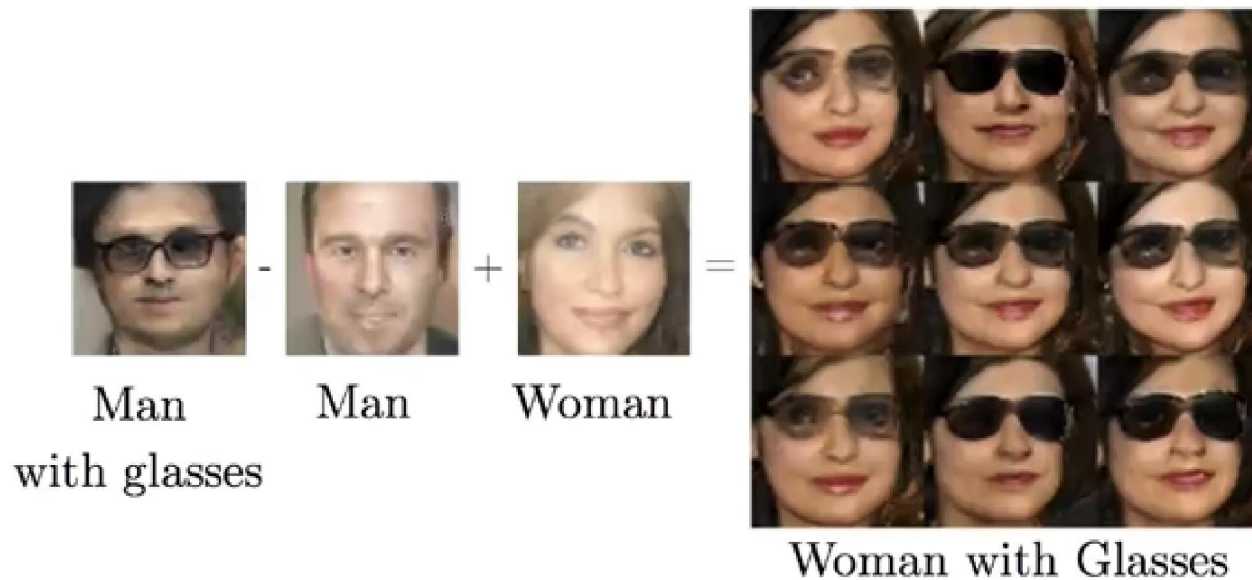 - + =
Man
with glasses
Man
Woman
Woman with Glasses